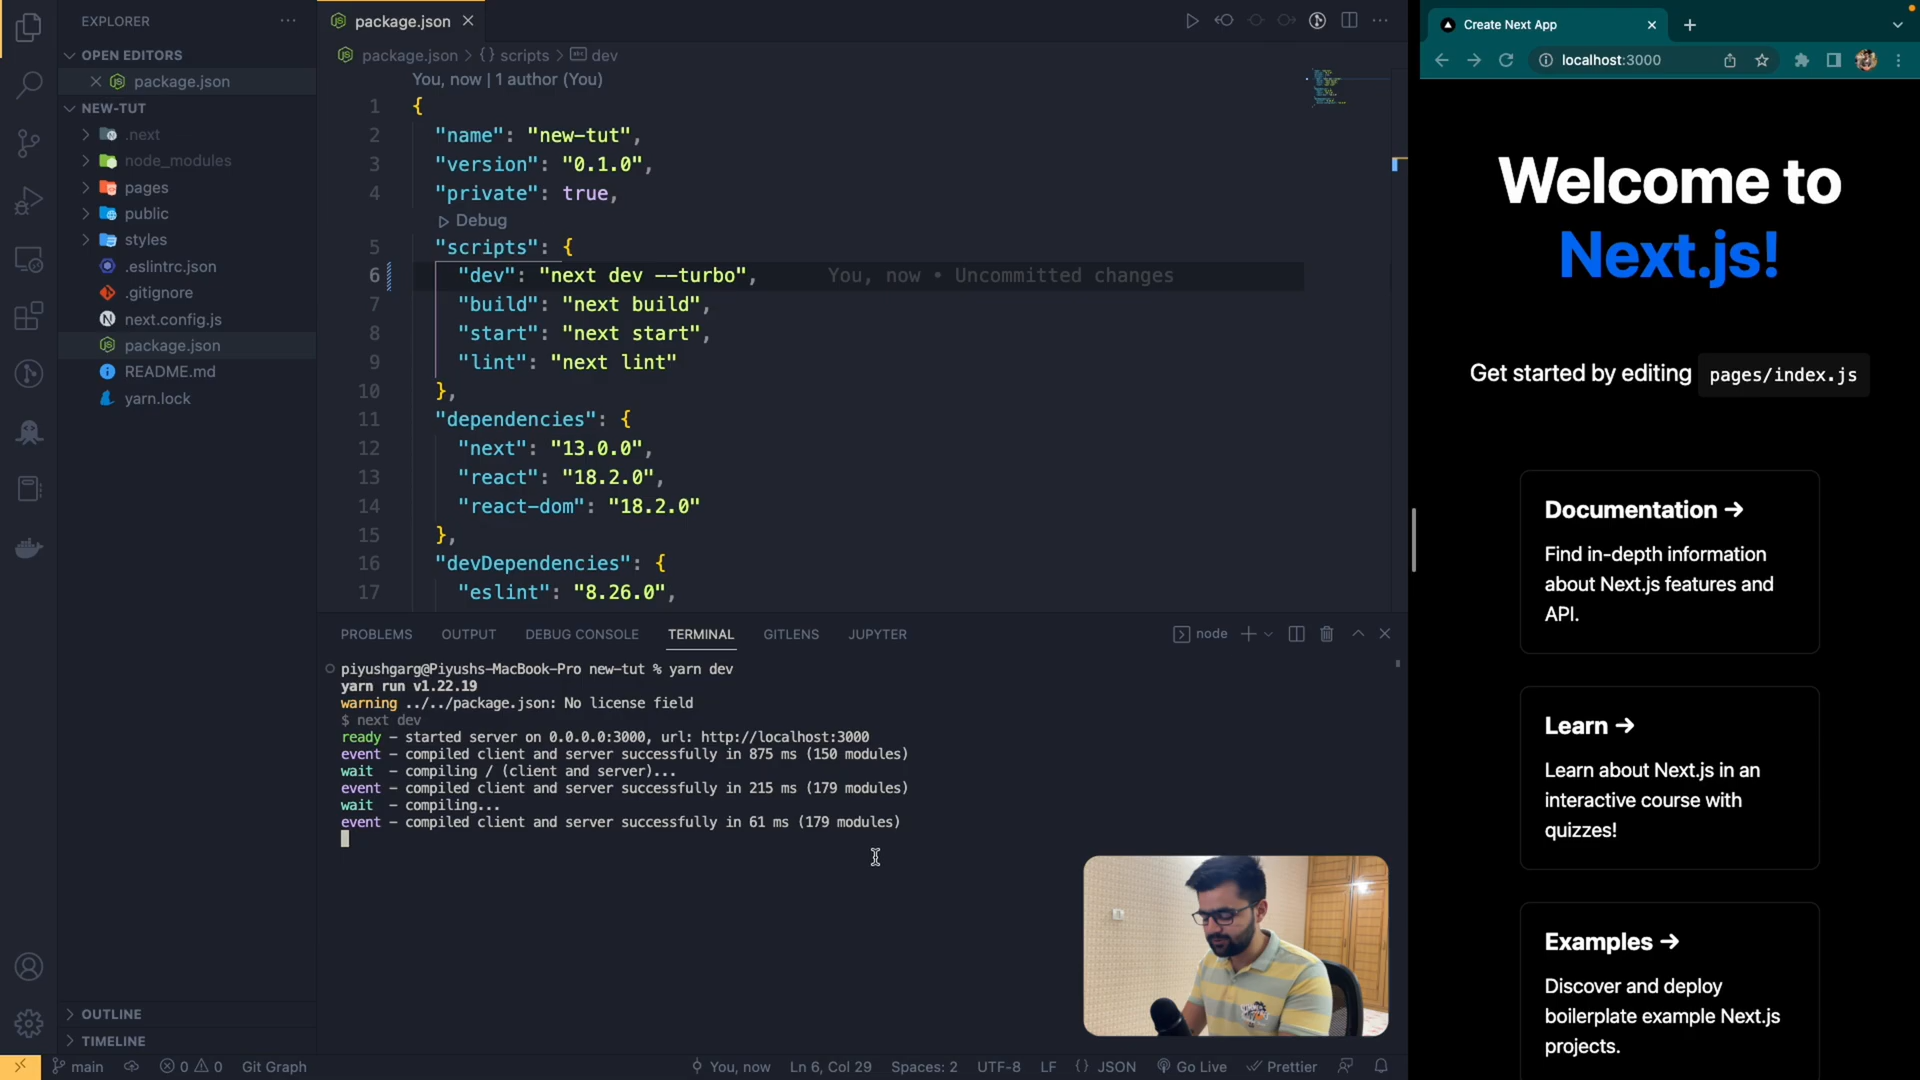 EXPLORER
OPEN EDITORS
package.json
NEW-TUT
.next
node_modules
pages
public
styles
.eslintrc.json
.gitignore
next.config.js
package.json
README.md
yarn.lock
OUTLINE
TIMELINE
package.json
package.json > {} scripts > dev
You, now | 1 author (You)
1 {
2 "name": "new-tut",
3 "version": "0.1.0",
4 "private": true,
Debug
5 "scripts": {
6 "dev": "next dev --turbo", You, now • Uncommitted changes
7 "build": "next build",
8 "start": "next start",
9 "lint": "next lint"
10 },
11 "dependencies": {
12 "next": "13.0.0",
13 "react": "18.2.0",
14 "react-dom": "18.2.0"
15 },
16 "devDependencies": {
17 "eslint": "8.26.0",
PROBLEMS OUTPUT DEBUG CONSOLE TERMINAL GITLENS JUPYTER node
piyushgarg@Piyushs-MacBook-Pro new-tut % yarn dev
yarn run v1.22.19
warning ../../package.json: No license field
$ next dev
ready - started server on 0.0.0.0:3000, url: http://localhost:3000
event - compiled client and server successfully in 875 ms (150 modules)
wait - compiling / (client and server)...
event - compiled client and server successfully in 215 ms (179 modules)
wait - compiling...
event - compiled client and server successfully in 61 ms (179 modules)
main 0 0 Git Graph You, now Ln 6, Col 29 Spaces: 2 UTF-8 LF {} JSON Go Live Prettier
Create Next App
localhost:3000
Welcome to
Next.js!
Get started by editing pages/index.js
Documentation →
Find in-depth information
about Next.js features and
API.
Learn →
Learn about Next.js in an
interactive course with
quizzes!
Examples →
Discover and deploy
boilerplate example Next.js
projects.